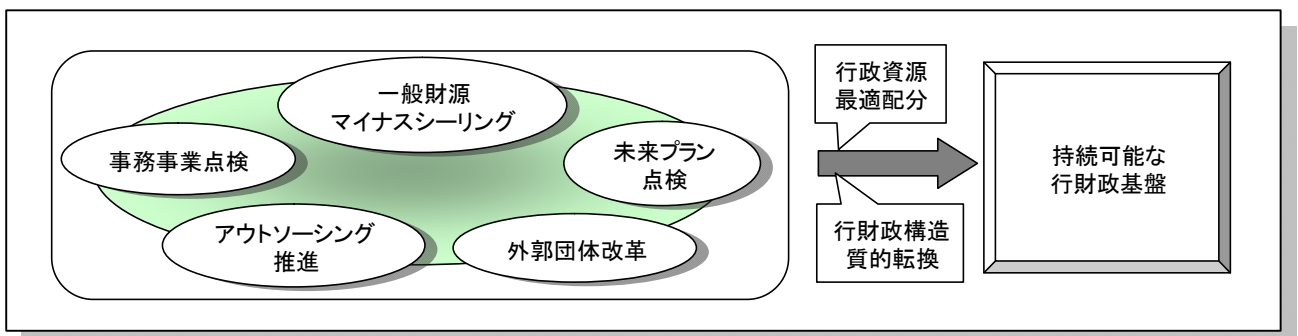 一般財源
マイナスシーリング
事務事業点検
未来プラン
点検
アウトソーシング
推進
外郭団体改革
行政資源
最適配分
行財政構造
質的転換
持続可能な
行財政基盤